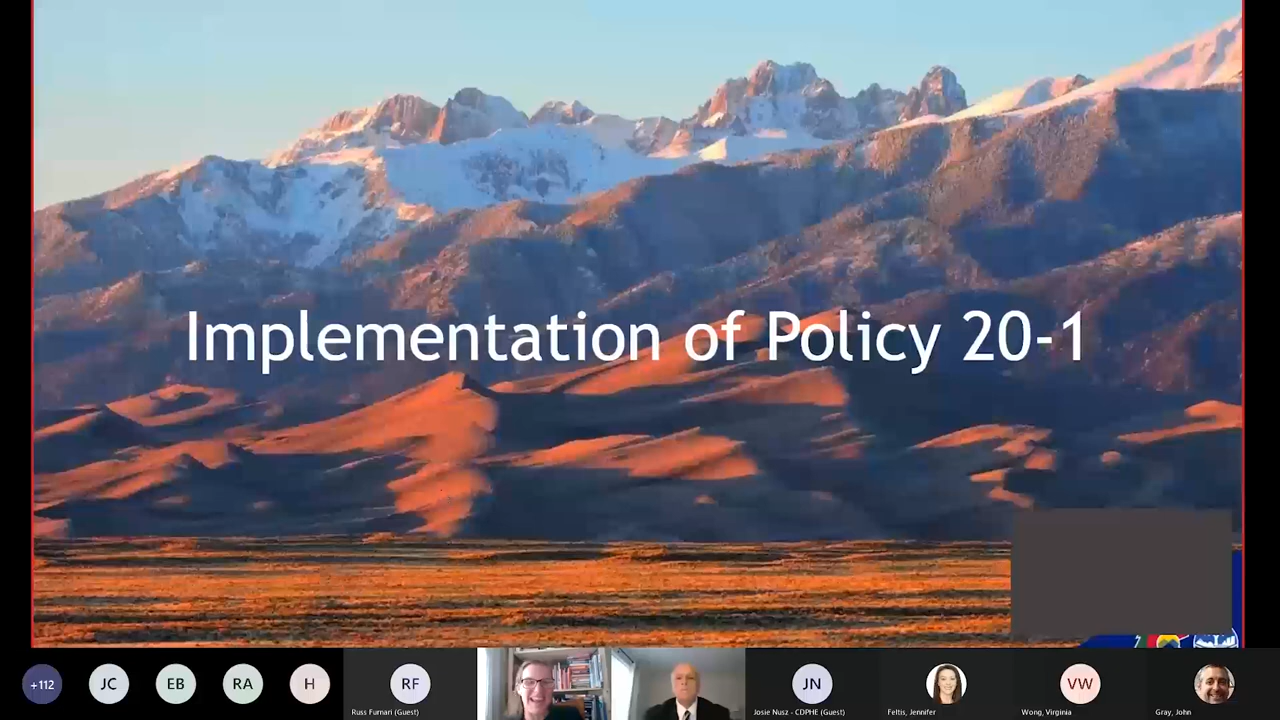 Implementation of Policy 20-1
+112
JC
EB
RA
H
RF
JN
VW
Russ Furnari (Guest)
Josie Nusz - CDPHE (Guest)
Feltis, Jennifer
Wong, Virginia
Gray, John